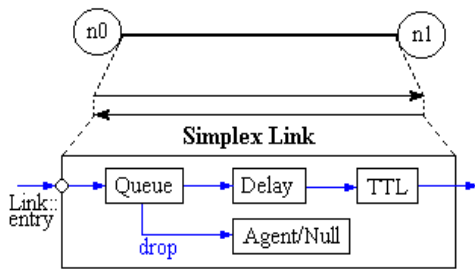 n0
n1
Simplex Link
Link::
entry
Queue
Delay
TTL
drop
Agent/Null